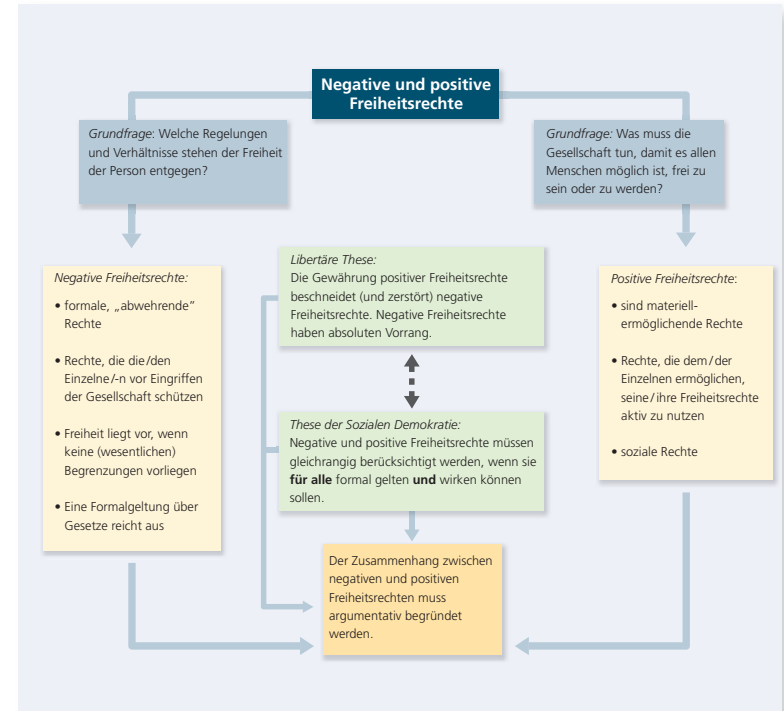 Negative und positive
Freiheitsrechte
Grundfrage: Welche Regelungen
und Verhältnisse stehen der Freiheit
der Person entgegen?
Grundfrage: Was muss die
Gesellschaft tun, damit es allen
Menschen möglich ist, frei zu
sein oder zu werden?
Negative Freiheitsrechte:
• formale, „abwehrende“
Rechte
• Rechte, die die/den
Einzelne/-n vor Eingriffen
der Gesellschaft schützen
• Freiheit liegt vor, wenn
keine (wesentlichen)
Begrenzungen vorliegen
• Eine Formalgeltung über
Gesetze reicht aus
Libertäre These:
Die Gewährung positiver Freiheitsrechte
beschneidet (und zerstört) negative
Freiheitsrechte. Negative Freiheitsrechte
haben absoluten Vorrang.
These der Sozialen Demokratie:
Negative und positive Freiheitsrechte müssen
gleichrangig berücksichtigt werden, wenn sie
für alle formal gelten und wirken können
sollen.
Der Zusammenhang zwischen
negativen und positiven
Freiheitsrechten muss
argumentativ begründet
werden.
Positive Freiheitsrechte:
• sind materiell-
ermöglichende Rechte
• Rechte, die dem/der
Einzelnen ermöglichen,
seine/ihre Freiheitsrechte
aktiv zu nutzen
• soziale Rechte